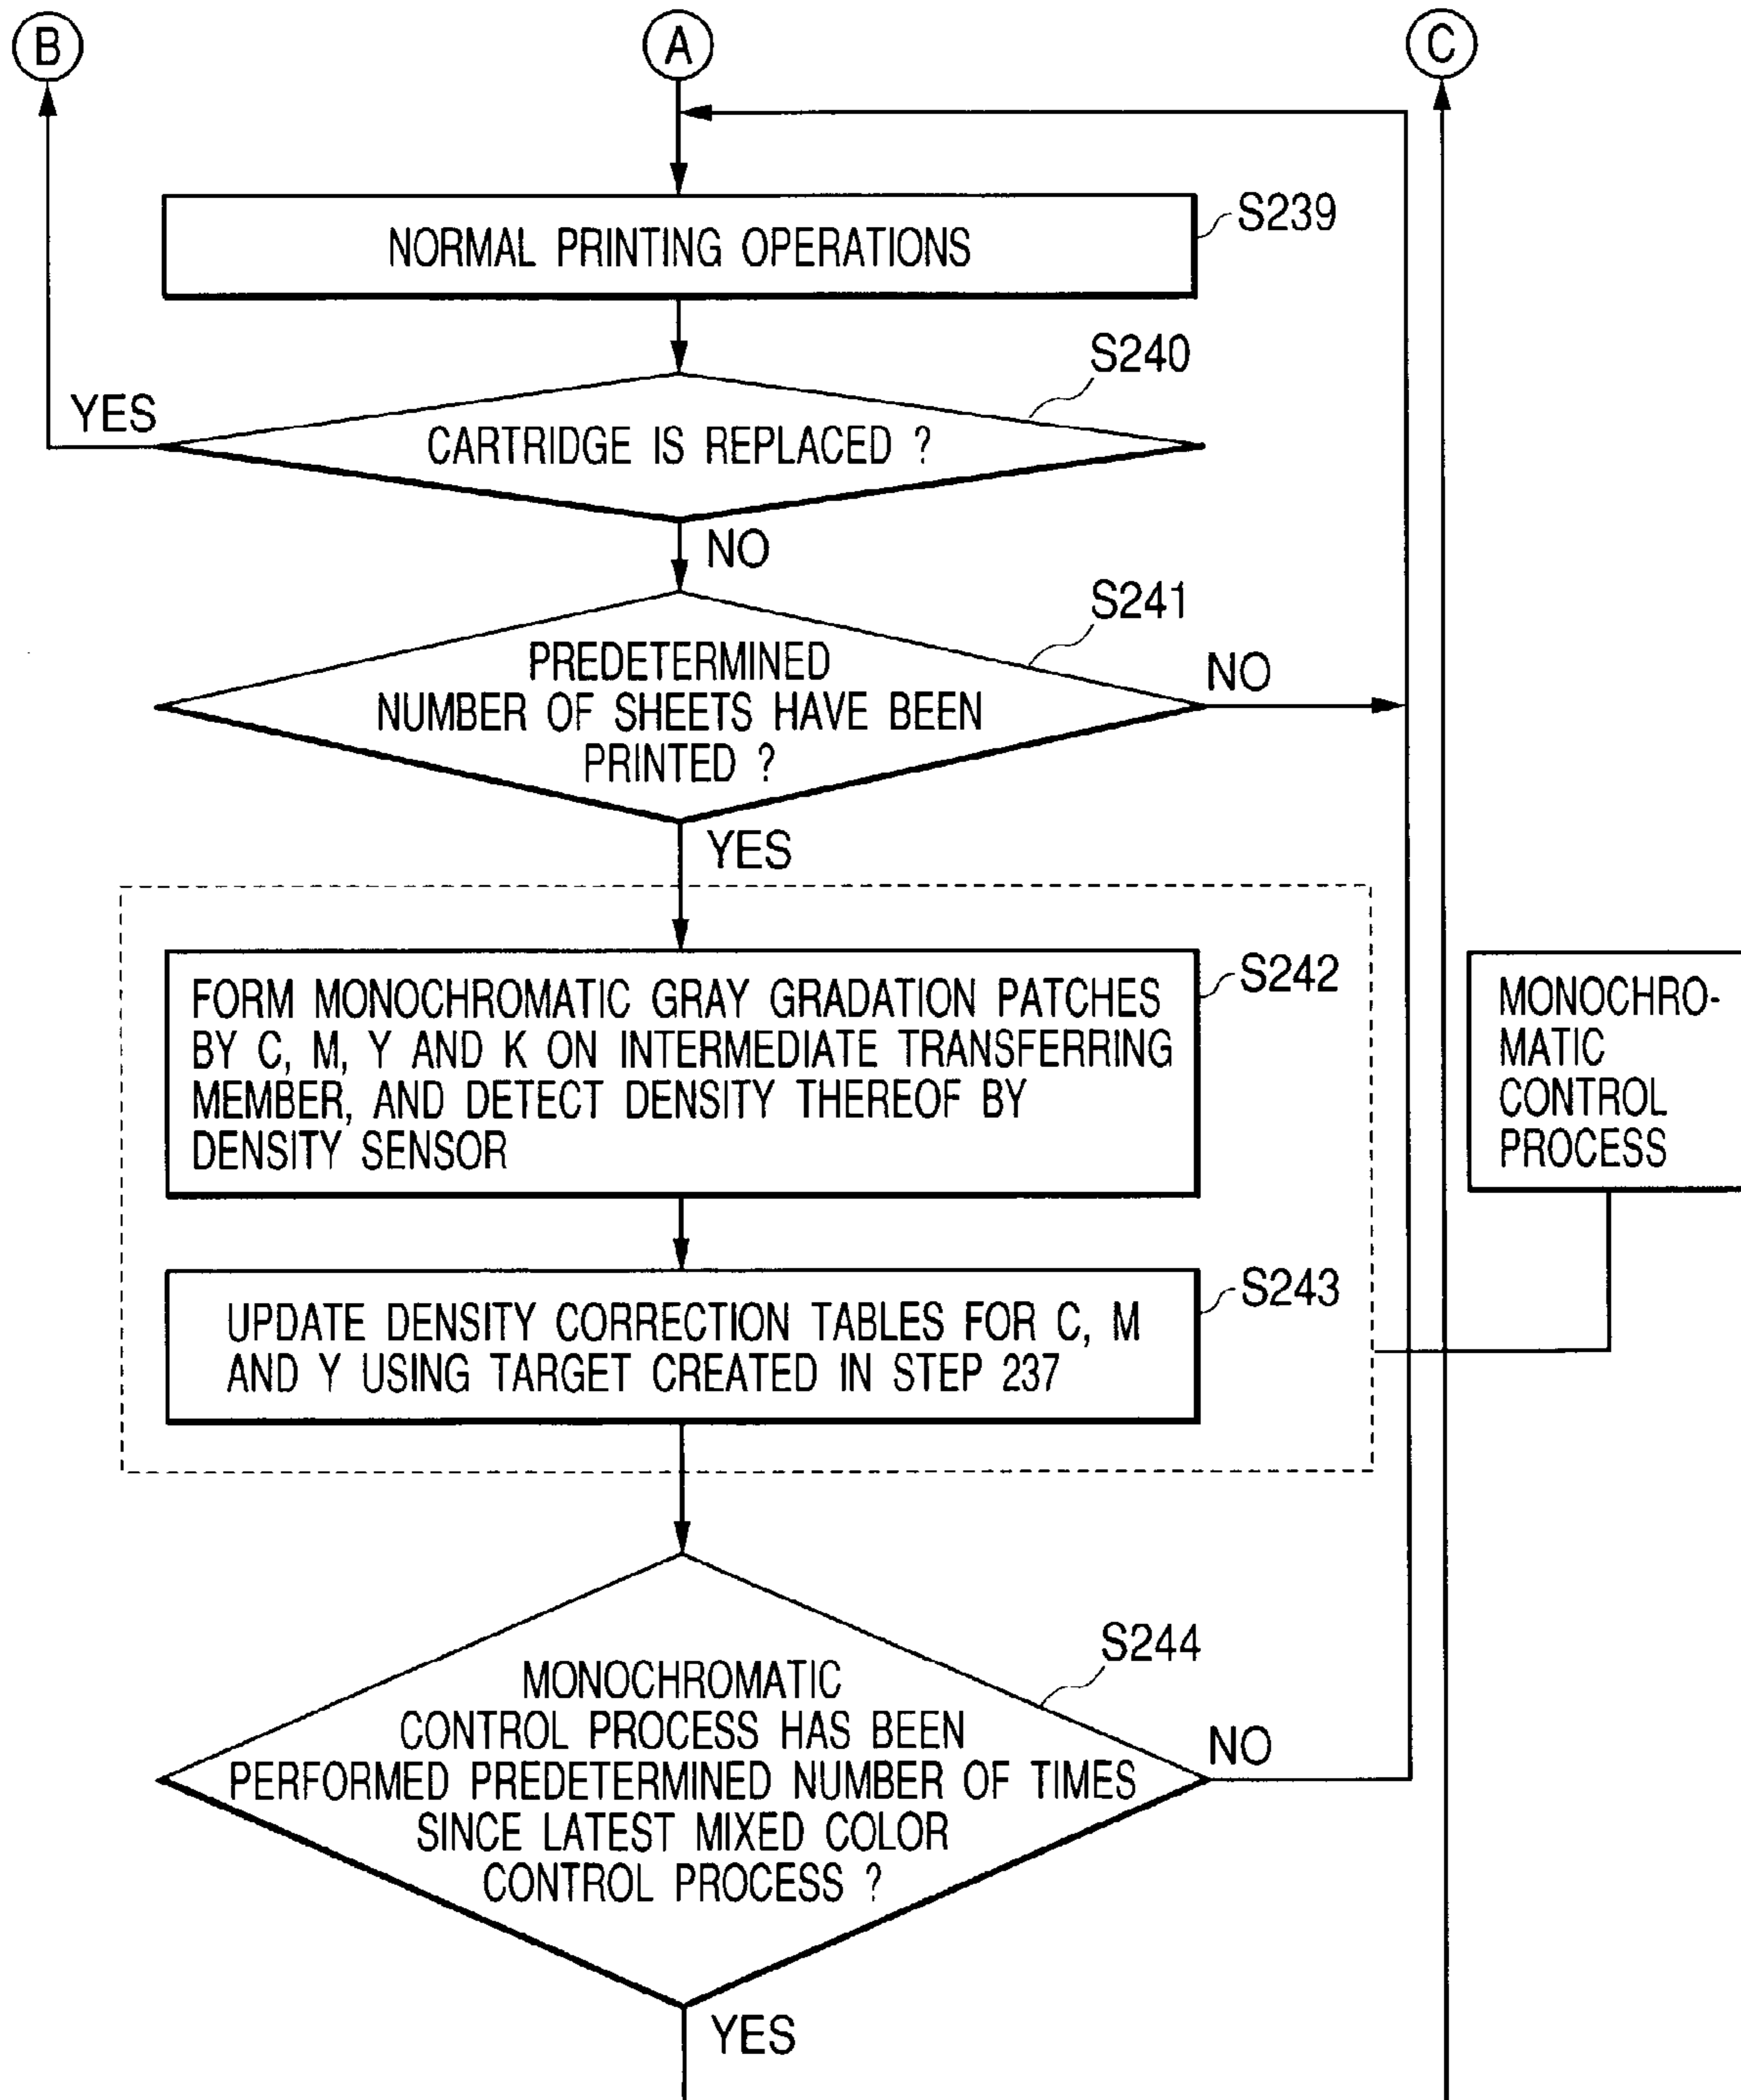 B
A
C
S239
NORMAL PRINTING OPERATIONS
S240
YES
CARTRIDGE IS REPLACED ?
NO
S241
PREDETERMINED
NUMBER OF SHEETS HAVE BEEN
PRINTED ?
NO
YES
S242
FORM MONOCHROMATIC GRAY GRADATION PATCHES
BY C, M, Y AND K ON INTERMEDIATE TRANSFERRING
MEMBER, AND DETECT DENSITY THEREOF BY
DENSITY SENSOR
MONOCHRO-
MATIC
CONTROL
PROCESS
S243
UPDATE DENSITY CORRECTION TABLES FOR C, M
AND Y USING TARGET CREATED IN STEP 237
S244
MONOCHROMATIC
CONTROL PROCESS HAS BEEN
PERFORMED PREDETERMINED NUMBER OF TIMES
SINCE LATEST MIXED COLOR
CONTROL PROCESS ?
NO
YES